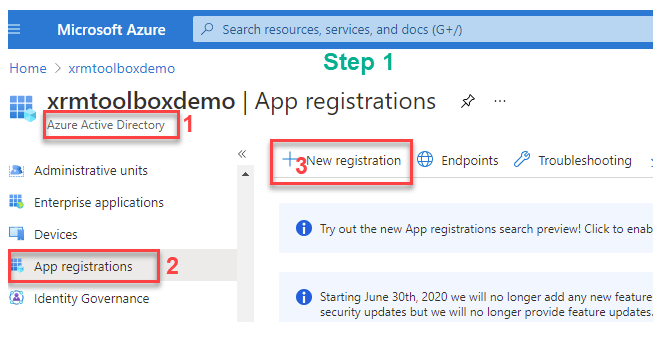 Microsoft Azure
Search resources, services, and docs (G+/)
Step 1
Home > xrmtoolboxdemo
xrmtoolboxdemo | App registrations
Azure Active Directory
1
«
Administrative units
Enterprise applications
Devices
App registrations
2
Identity Governance
3
New registration
Endpoints
Troubleshooting
Try out the new App registrations search preview! Click to enab
Starting June 30th, 2020 we will no longer add any new feature
security updates but we will no longer provide feature updates.